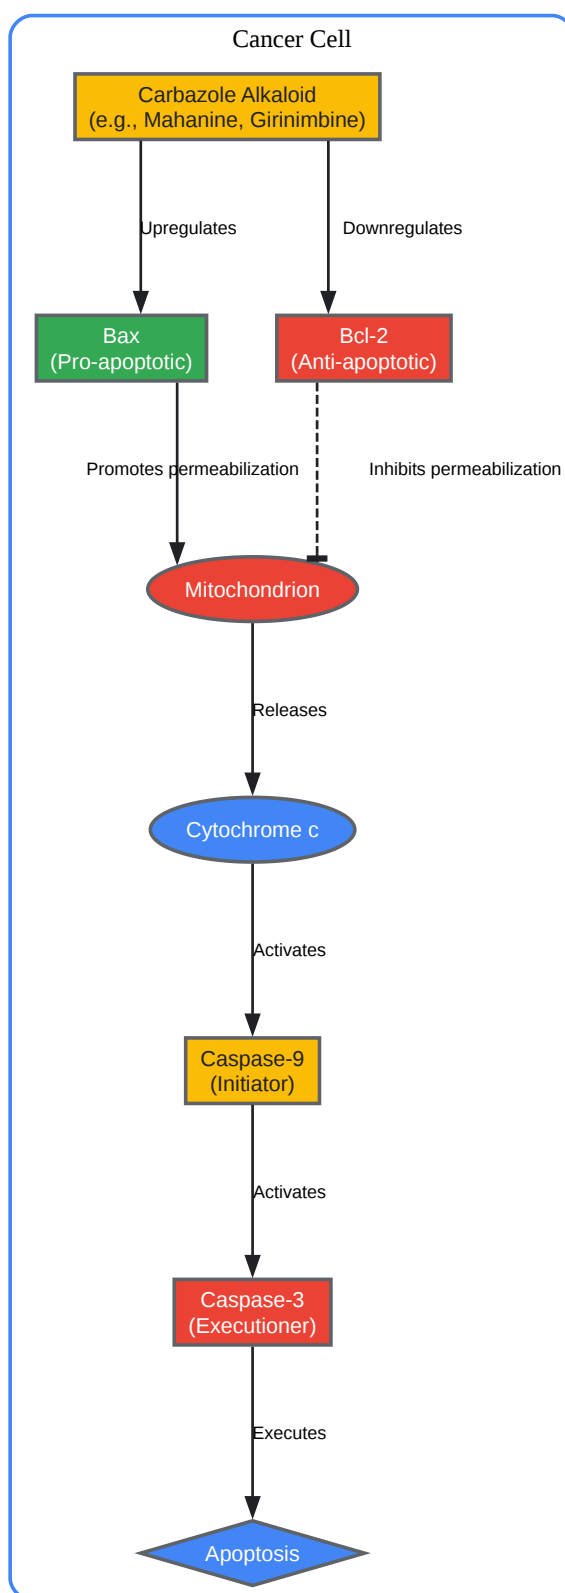 Cancer Cell
Carbazole Alkaloid
(e.g., Mahanine, Girinimbine)
Upregulates
Downregulates
Bax
(Pro-apoptotic)
Bcl-2
(Anti-apoptotic)
Promotes permeabilization
Inhibits permeabilization
Mitochondrion
Releases
Cytochrome c
Activates
Caspase-9
(Initiator)
Activates
Caspase-3
(Executioner)
Executes
Apoptosis